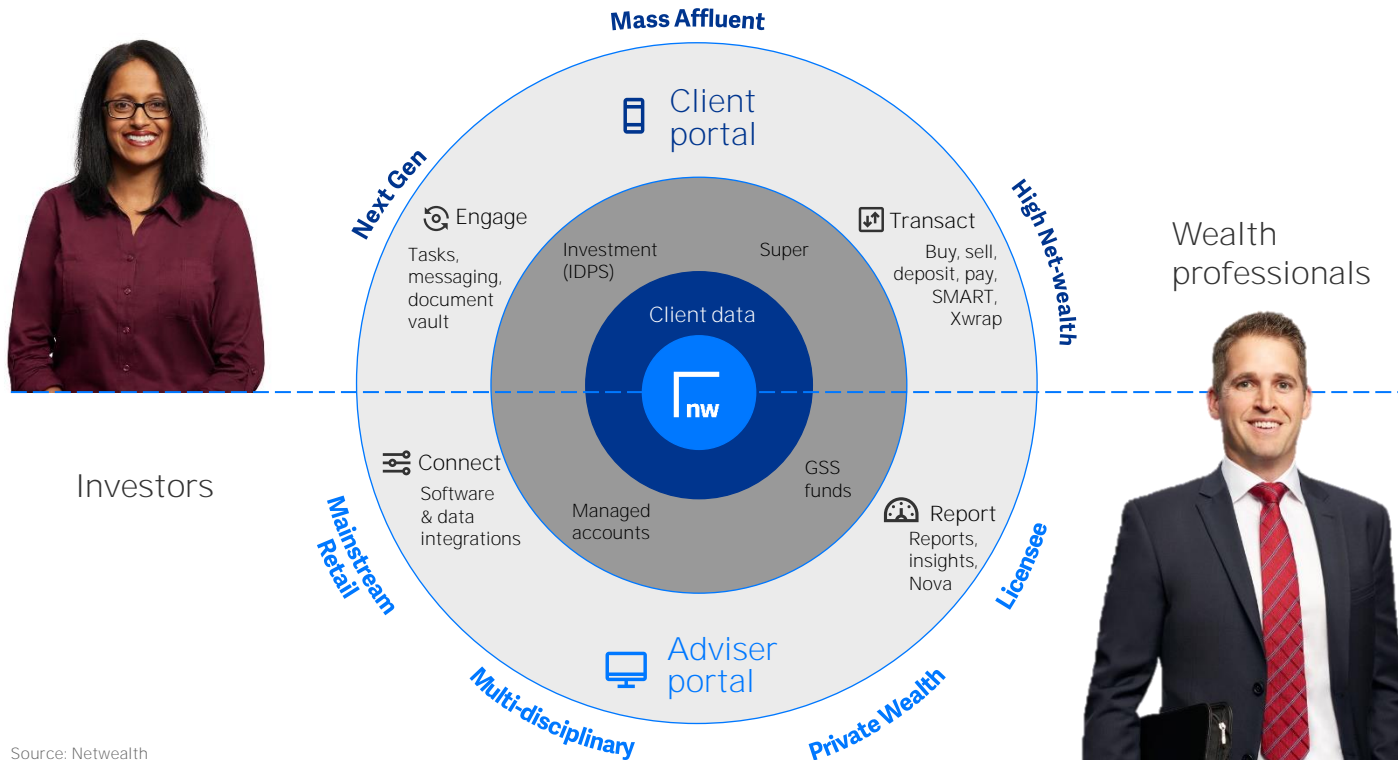 Mass Affluent
Client
portal
Next Gen
High Net-wealth
Engage
Tasks,
messaging,
document
vault
Investment
(IDPS)
Super
Transact
Buy, sell,
deposit, pay,
SMART,
Xwrap
Wealth
professionals
Client data
nw
Investors
Connect
Software
& data
integrations
Managed
accounts
GSS
funds
Report
Reports,
insights,
Nova
Mainstream
Retail
Licensee
Adviser
portal
Multi-disciplinary
Private Wealth
Source: Netwealth